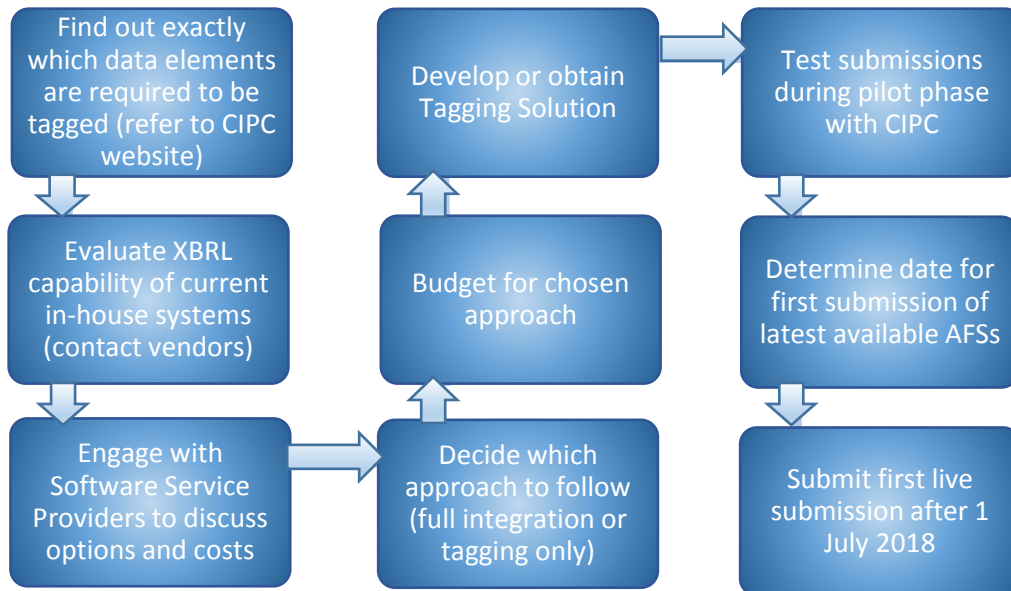 Find out exactly
which data elements
are required to be
tagged (refer to CIPC
website)
Evaluate XBRL
capability of current
in-house systems
(contact vendors)
Engage with
Software Service
Providers to discuss
options and costs
Decide which
approach to follow
(full integration or
tagging only)
Budget for chosen
approach
Develop or obtain
Tagging Solution
Test submissions
during pilot phase
with CIPC
Determine date for
first submission of
latest available AFSs
Submit first live
submission after 1
July 2018